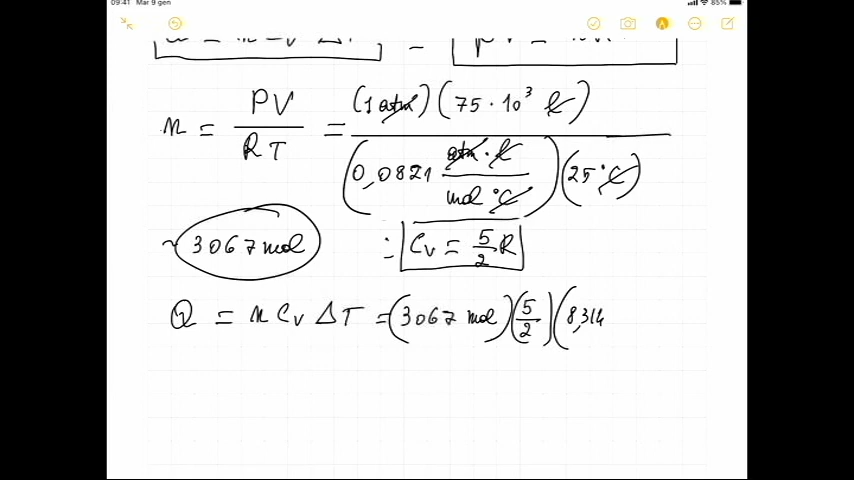 09:41 Mar 9 gen 85%
n = PV / RT = (1 atm)(75 · 10³ ℓ) / (0,0821 atm · ℓ / mol °C)(25 °C)
~ 3067 mol : Cv = 5/2 R
Q = n Cv ΔT = (3067 mol)(5/2)(8,314